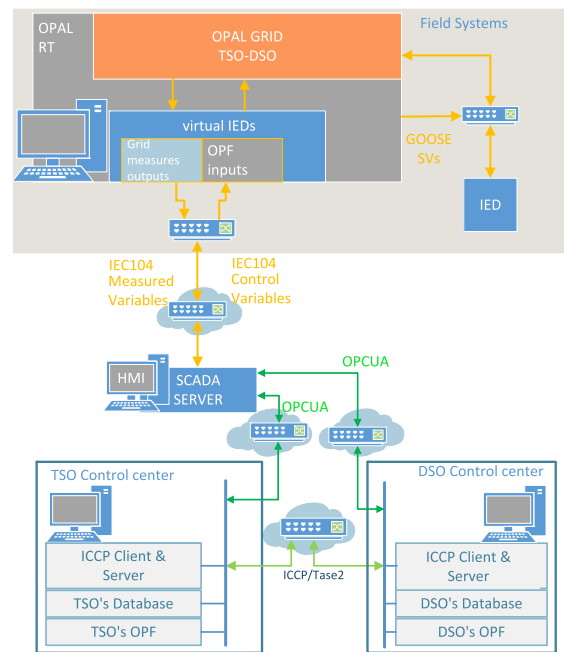 OPAL
RT
OPAL GRID
TSO-DSO
virtual IEDs
Grid
measures
outputs
OPF
inputs
GOOSE
SVs
IED
IEC104
Measured
Variables
IEC104
Control
Variables
HMI
SCADA
SERVER
OPCUA
OPCUA
TSO Control center
ICCP Client &
Server
TSO's Database
TSO's OPF
ICCP/Tase2
DSO Control center
ICCP Client &
Server
DSO's Database
DSO's OPF
Field Systems